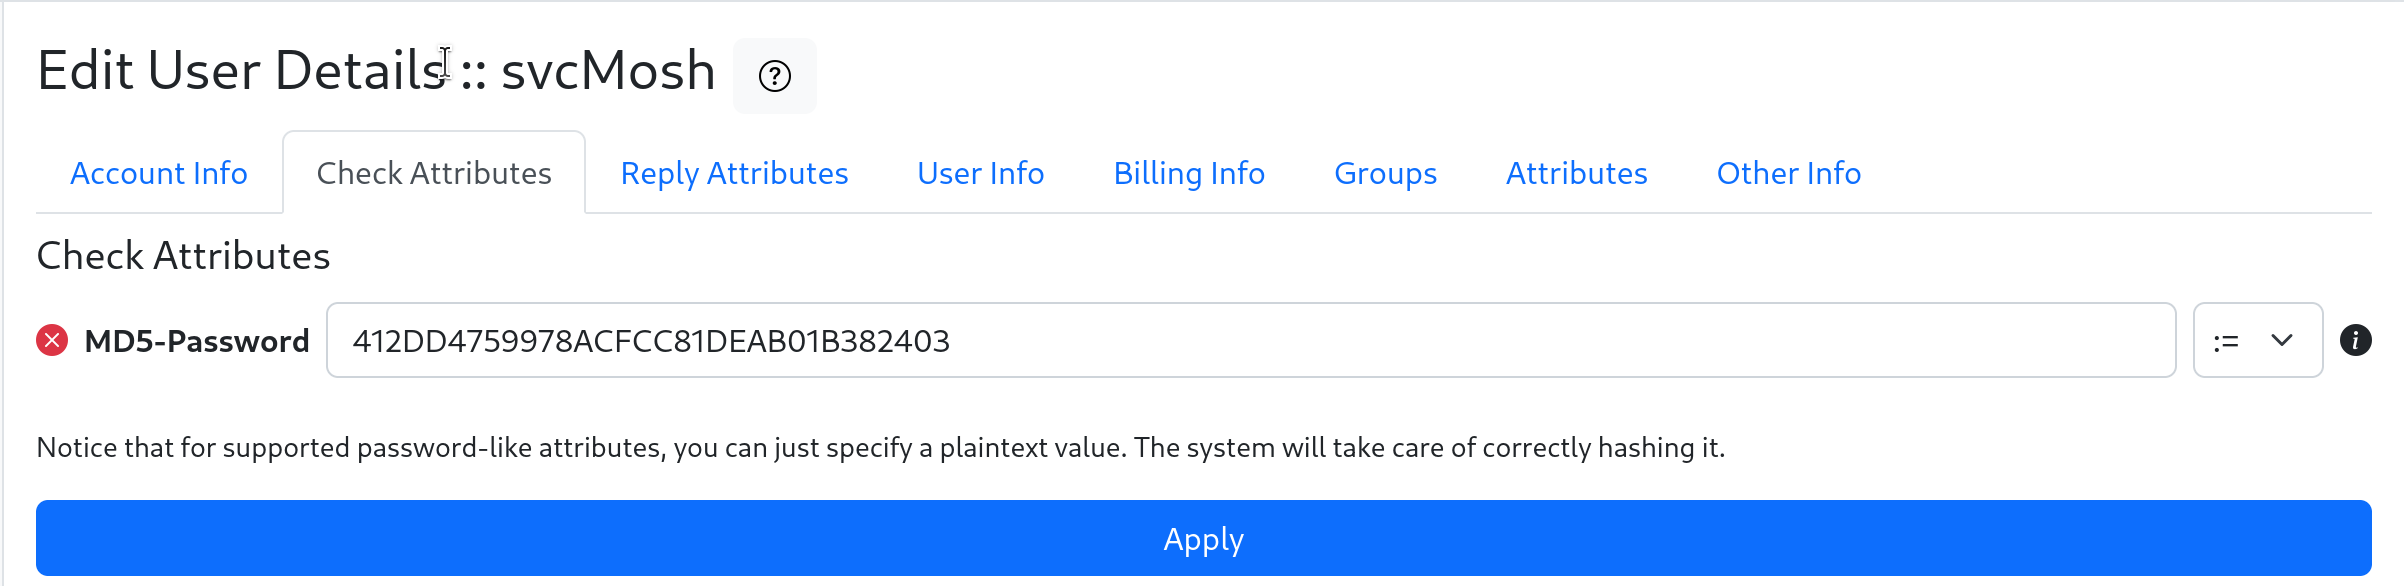 Edit User Details :: svcMosh
Account Info Check Attributes Reply Attributes User Info Billing Info Groups Attributes Other Info
Check Attributes
MD5-Password 412DD4759978ACFCC81DEAB01B382403 :=
Notice that for supported password-like attributes, you can just specify a plaintext value. The system will take care of correctly hashing it.
Apply